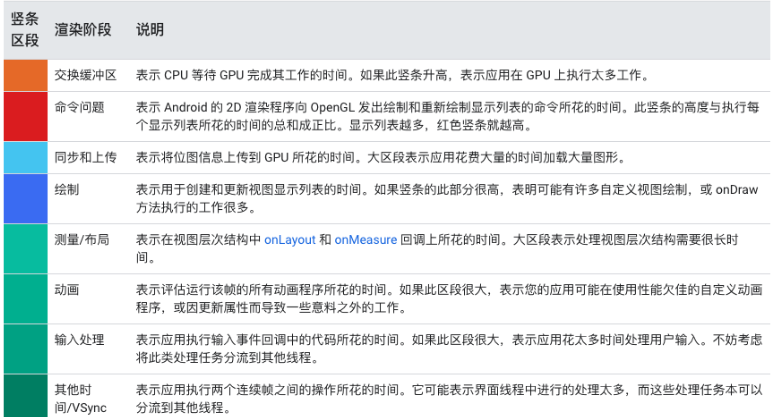 竖条
区段
渲染阶段
说明
交换缓冲区
表示 CPU 等待 GPU 完成其工作的时间。如果此竖条升高，表示应用在 GPU 上执行太多工作。
命令问题
表示 Android 的 2D 渲染程序向 OpenGL 发出绘制和重新绘制显示列表的命令所花的时间。此竖条的高度与执行每
个显示列表所花的时间的总和成正比。显示列表越多，红色竖条就越高。
同步和上传
表示将位图信息上传到 GPU 所花的时间。大区段表示应用花费大量的时间加载大量图形。
绘制
表示用于创建和更新视图显示列表的时间。如果竖条的此部分很高，表明可能有许多自定义视图绘制，或 onDraw
方法执行的工作很多。
测量/布局
表示在视图层次结构中 onLayout 和 onMeasure 回调上所花的时间。大区段表示处理视图层次结构需要很长时
间。
动画
表示评估运行该帧的所有动画程序所花的时间。如果此区段很大，表示您的应用可能在使用性能欠佳的自定义动画
程序，或因更新属性而导致一些意料之外的工作。
输入处理
表示应用执行输入事件回调中的代码所花的时间。如果此区段很大，表示应用花太多时间处理用户输入。不妨考虑
将此类处理任务分流到其他线程。
其他时
间/VSync
表示应用执行两个连续帧之间的操作所花的时间。它可能表示界面线程中进行的处理太多，而这些处理任务本可以
分流到其他线程。